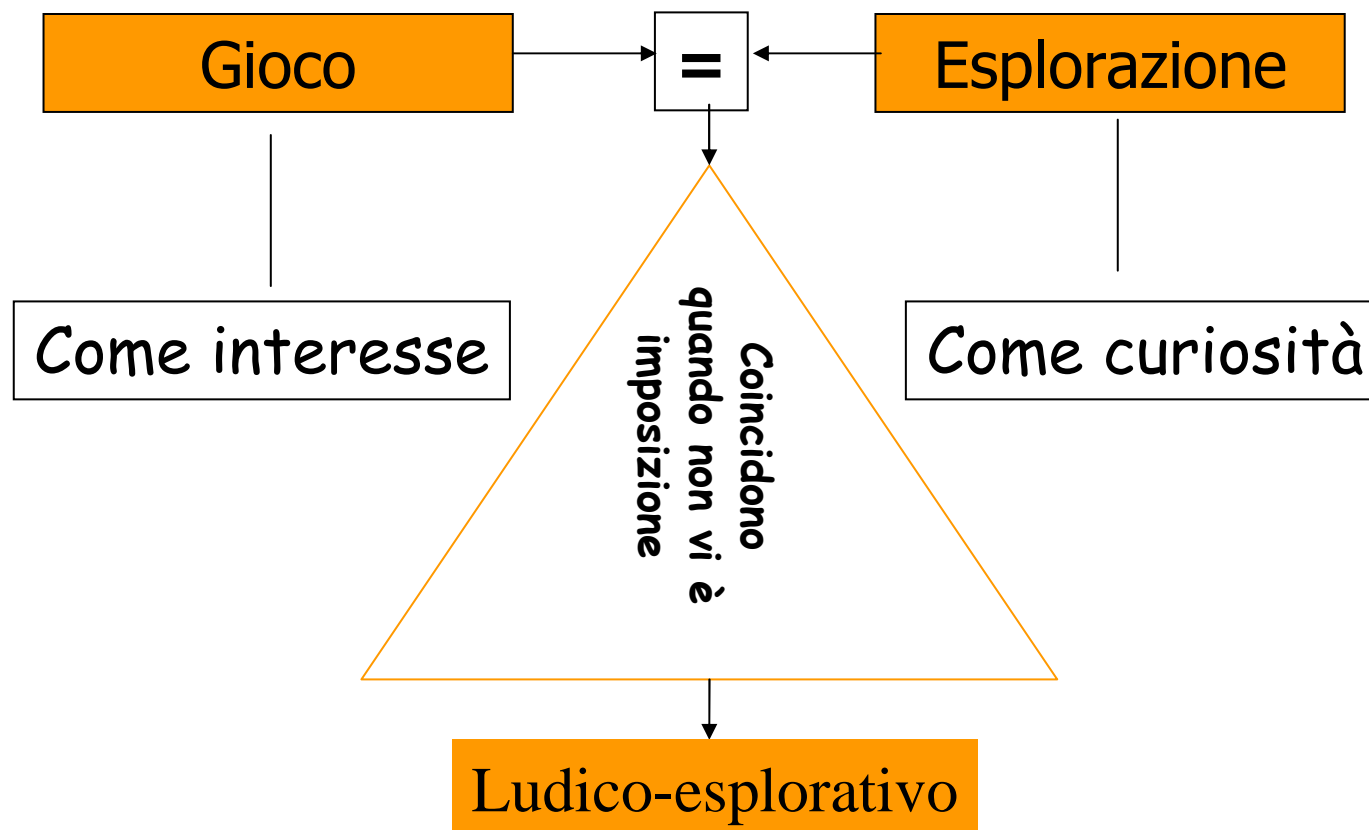 Gioco
=
Esplorazione
Come interesse
Come curiosità
Coincidono
quando non vi è
imposizione
Ludico-esplorativo